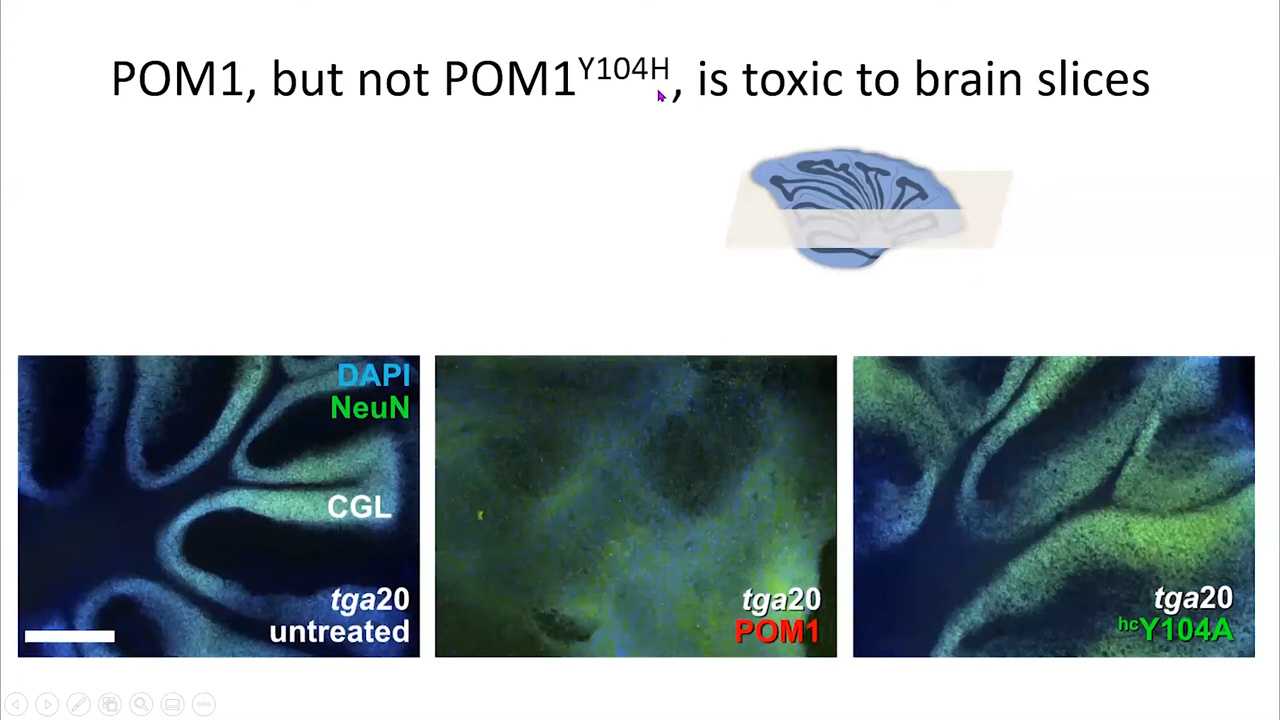 POM1, but not POM1Y104H, is toxic to brain slices
DAPI
NeuN
CGL
tga20
untreated
tga20
POM1
tga20
hcY104A